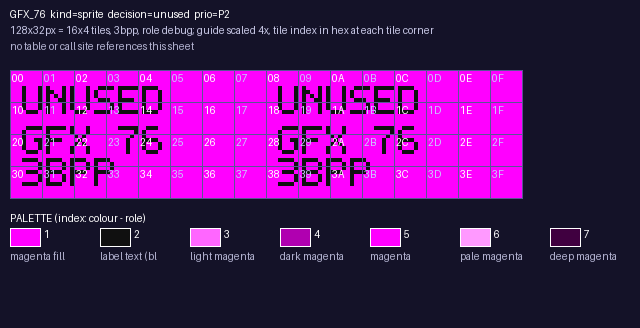 GFX_76 kind=sprite decision=unused prio=P2
128x32px = 16x4 tiles, 3bpp, role debug; guide scaled 4x, tile index in hex at each tile corner
no table or call site references this sheet
00 01 02 03 04 05 06 07 08 09 0A 0B 0C 0D 0E 0F
UNUSED UNUSED
10 11 12 13 14 15 16 17 18 19 1A 1B 1C 1D 1E 1F
GFX 76 GFX 76
20 21 22 23 24 25 26 27 28 29 2A 2B 2C 2D 2E 2F
3BPP 3BPP
30 31 32 33 34 35 36 37 38 39 3A 3B 3C 3D 3E 3F
PALETTE (index: colour - role)
1 2 3 4 5 6 7
magenta fill label text (bl light magenta dark magenta magenta pale magenta deep magenta